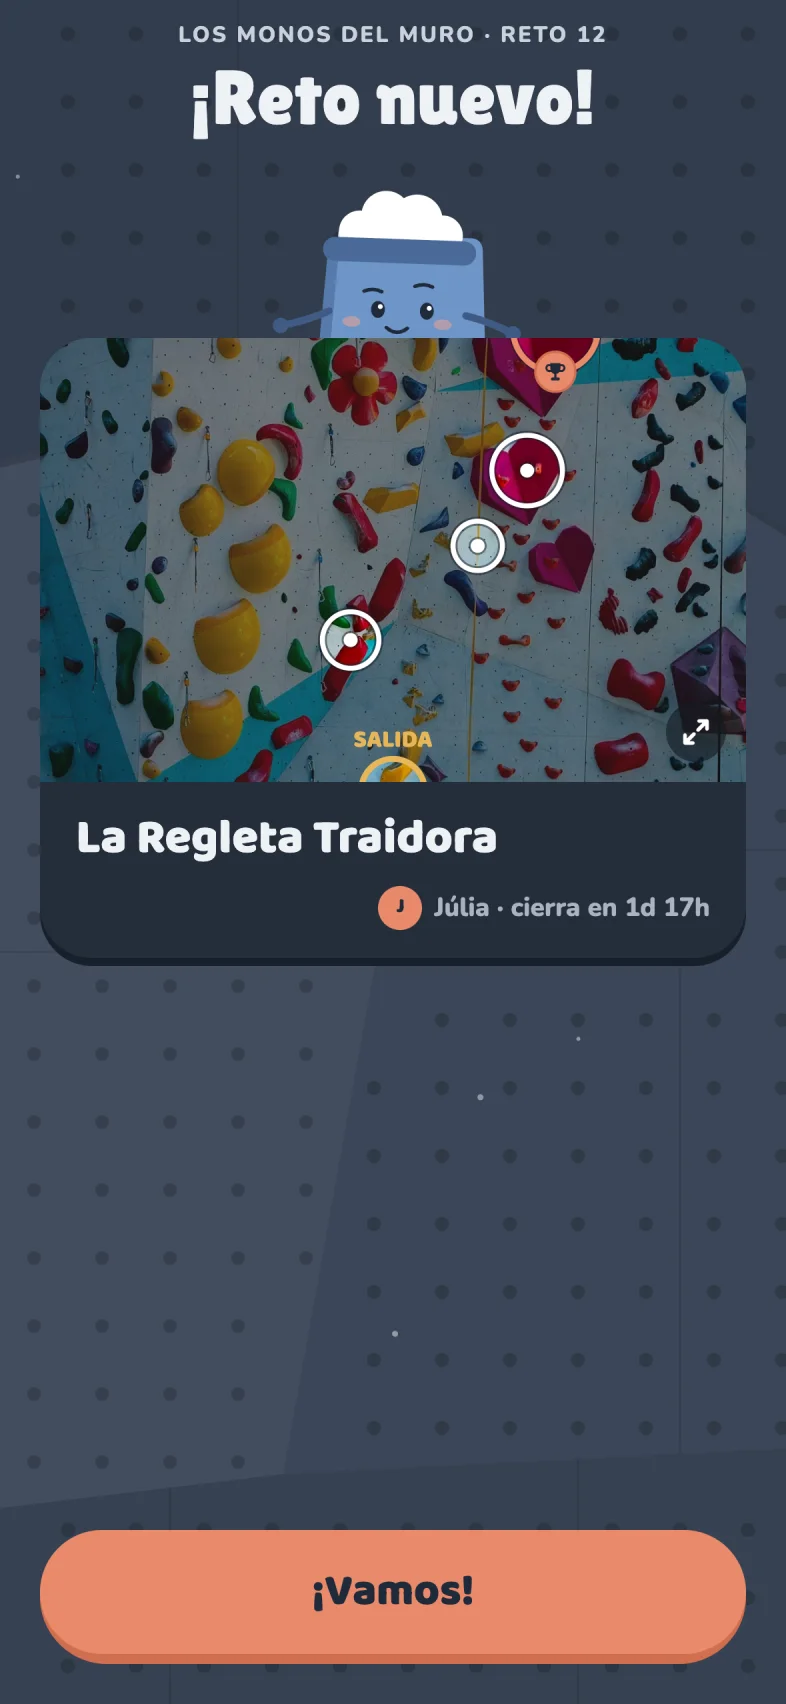 LOS MONOS DEL MURO · RETO 12
¡Reto nuevo!
SALIDA
La Regleta Traidora
J Júlia · cierra en 1d 17h
¡Vamos!